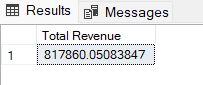 Results Messages
Total Revenue
1 817860.05083847